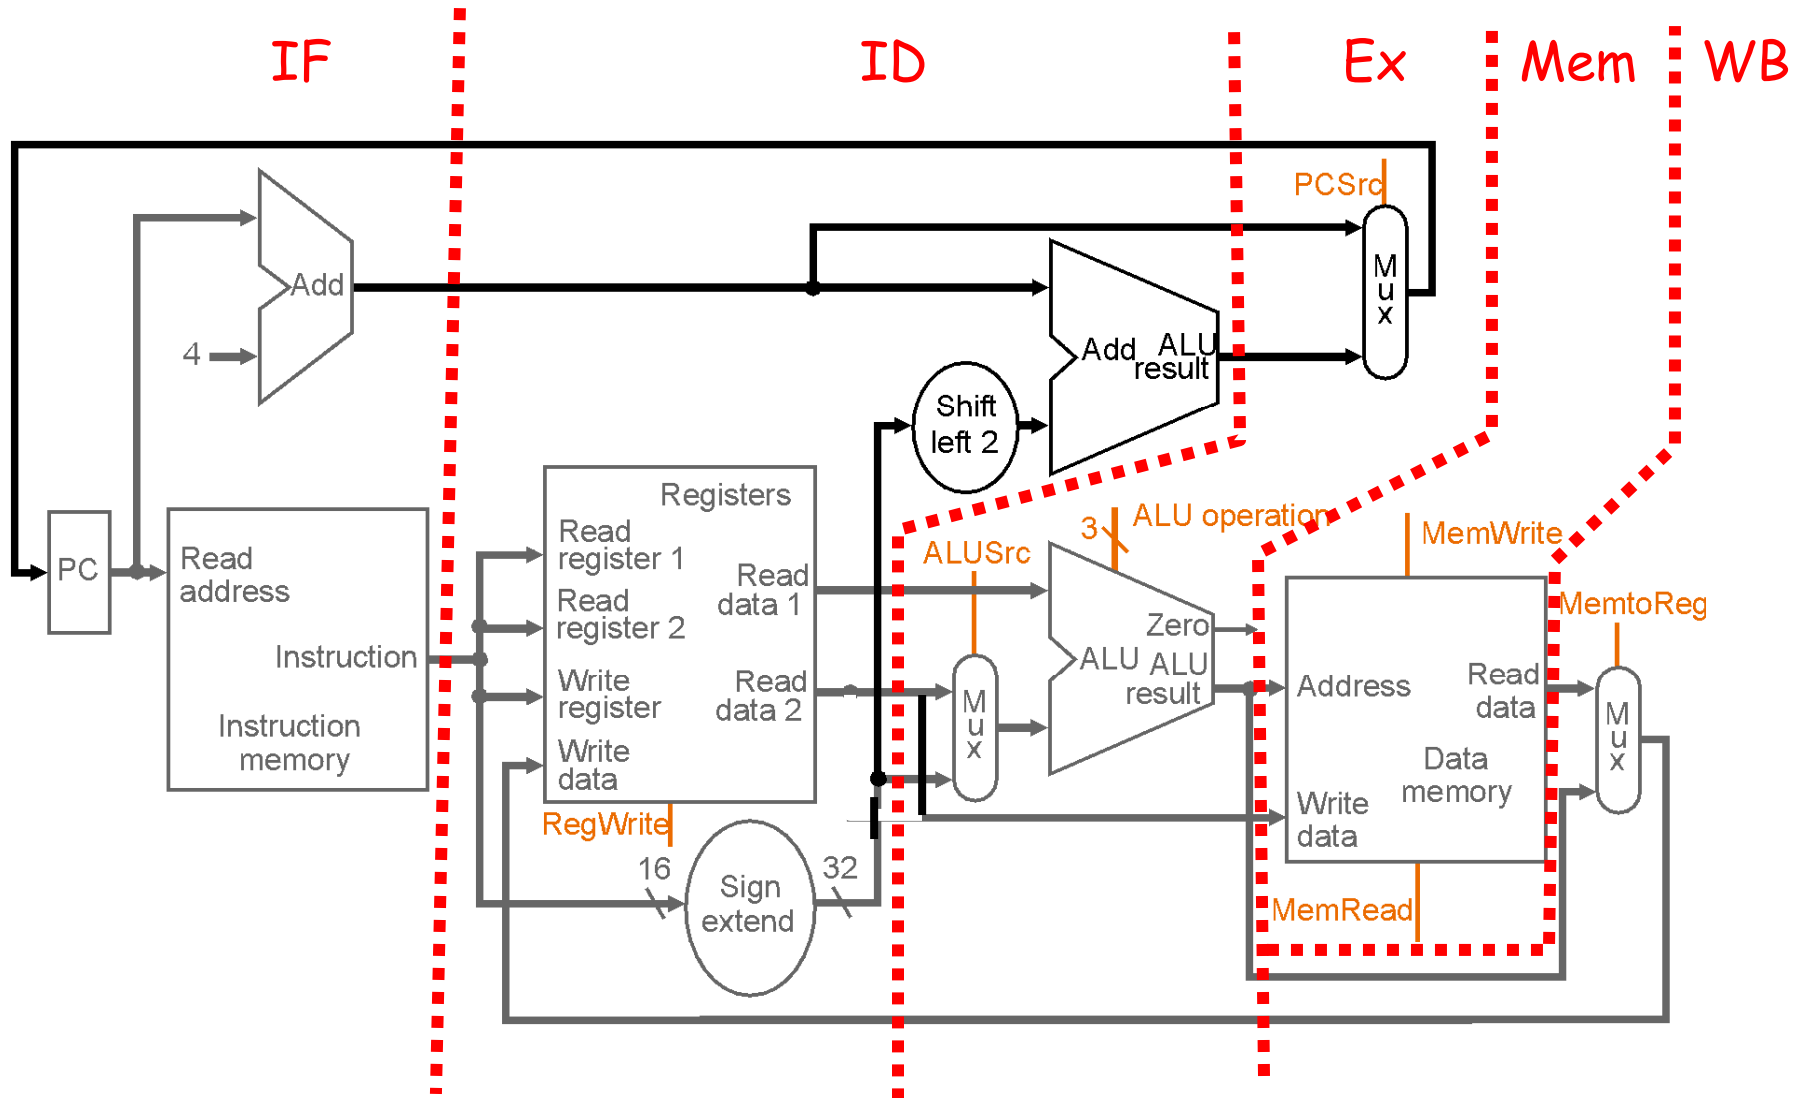 IF
ID
Ex
Mem
WB
PCSrc
M
u
x
Add
4
Add
ALU
result
Shift
left 2
PC
Read
address
Instruction
Instruction
memory
Registers
Read
register 1
Read
register 2
Write
register
Write
data
Read
data 1
Read
data 2
RegWrite
16
Sign
extend
32
ALUSrc
M
u
x
3
ALU operation
Zero
ALU
ALU
result
MemWrite
Address
Read
data
Data
memory
Write
data
MemRead
MemtoReg
M
u
x